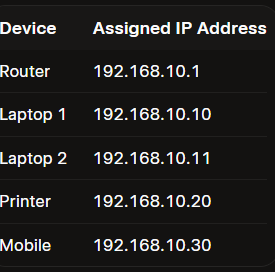 Device Assigned IP Address
Router 192.168.10.1
Laptop 1 192.168.10.10
Laptop 2 192.168.10.11
Printer 192.168.10.20
Mobile 192.168.10.30